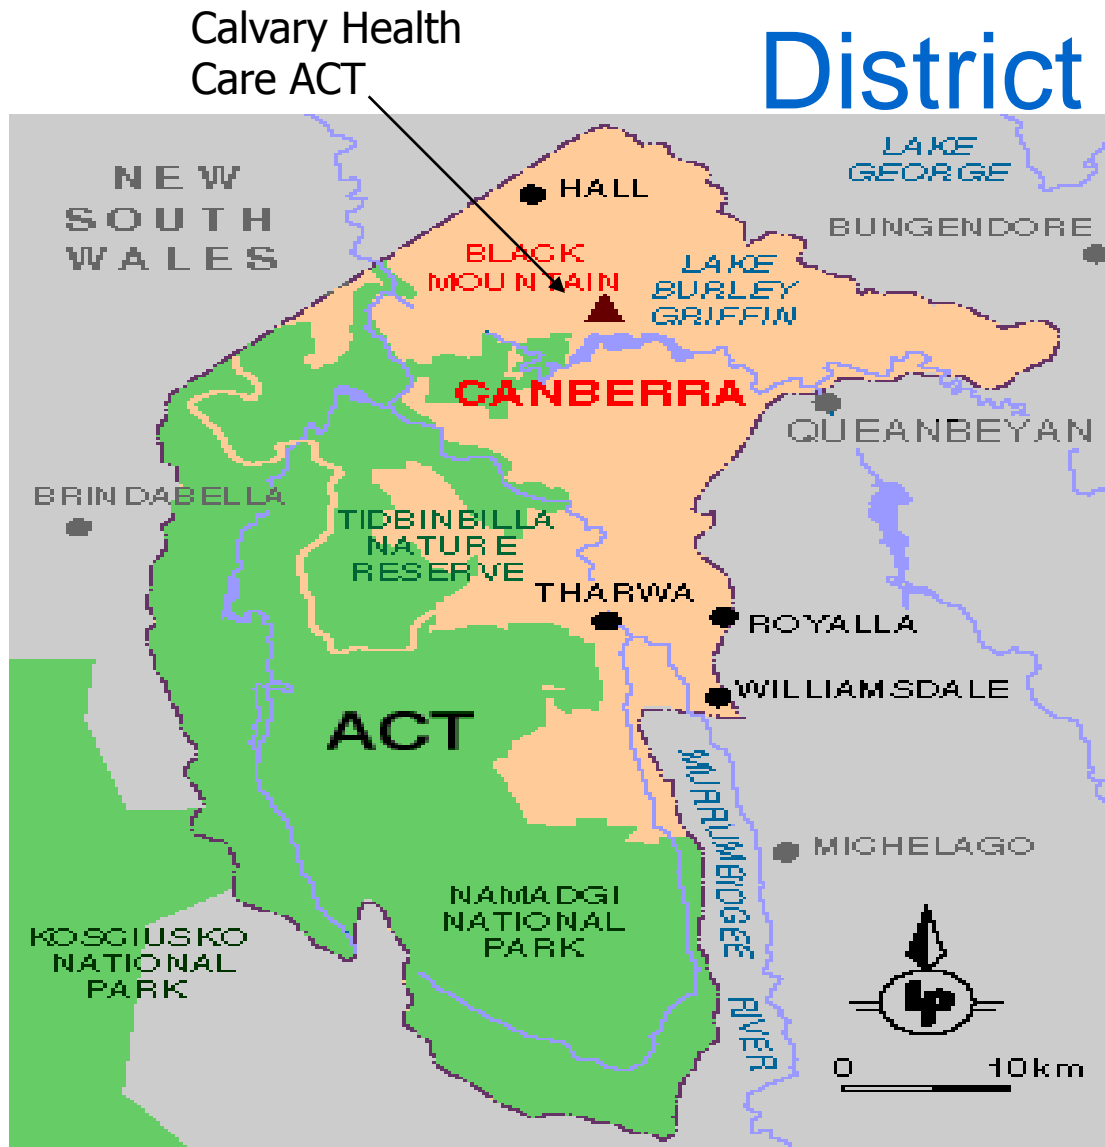 Calvary Health
Care ACT
District
NEW
SOUTH
WALES
HALL
LAKE
GEORGE
BUNGENDORE
BLACK
MOUNTAIN
LAKE
BURLEY
GRIFFIN
CANBERRA
QUEANBEYAN
BRINDABELLA
TIDBINBILLA
NATURE
RESERVE
THARWA
ROYALLA
WILLIAMSDALE
ACT
MURRUMBIDGEE RIVER
MICHELAGO
NAMADGI
NATIONAL
PARK
KOSCIUSKO
NATIONAL
PARK
Lp
0 10km